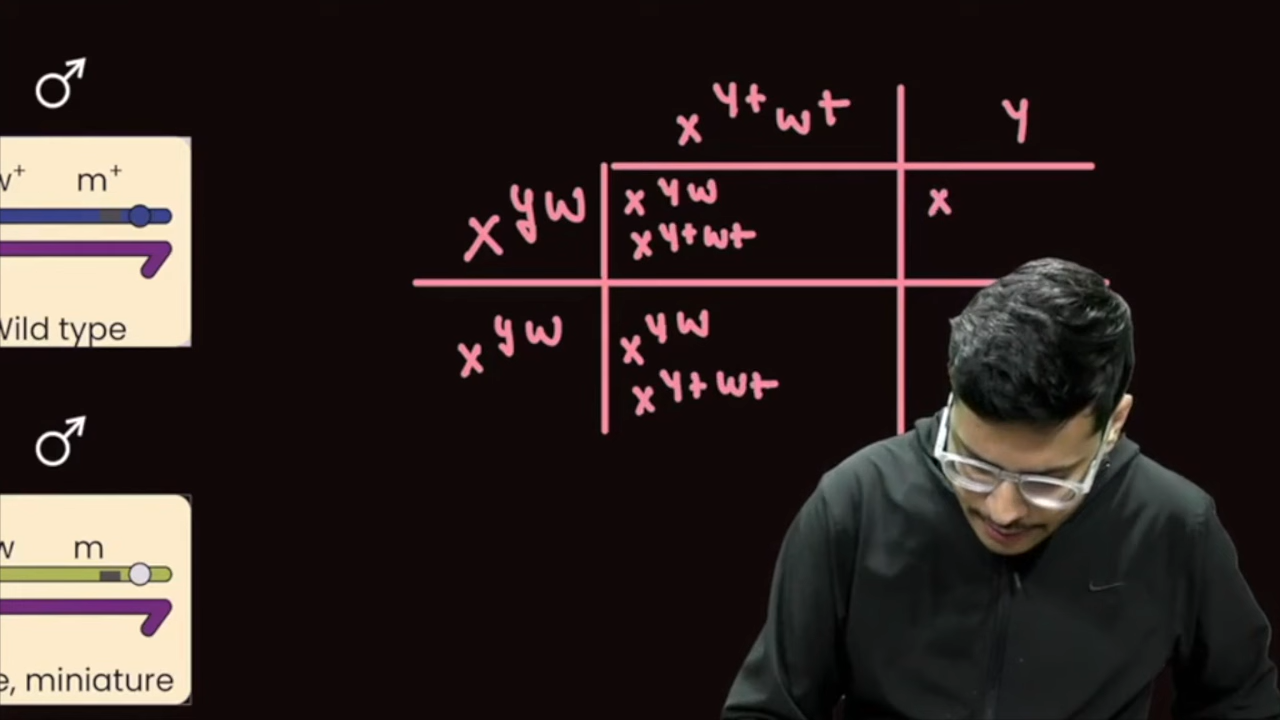 w⁺ m⁺
Wild type
w m
e, miniature
x y+ w+ y
x y w x y w x
x y+ w+
x y w x y w
x y+ w+